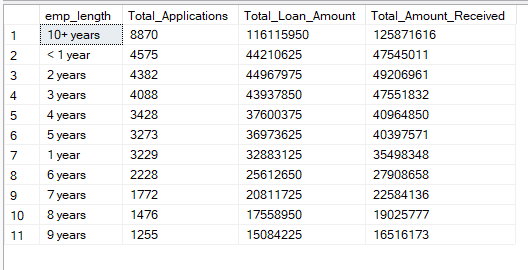 emp_length Total_Applications Total_Loan_Amount Total_Amount_Received
1 10+ years 8870 116115950 125871616
2 < 1 year 4575 44210625 47545011
3 2 years 4382 44967975 49206961
4 3 years 4088 43937850 47551832
5 4 years 3428 37600375 40964850
6 5 years 3273 36973625 40397571
7 1 year 3229 32883125 35498348
8 6 years 2228 25612650 27908658
9 7 years 1772 20811725 22584136
10 8 years 1476 17558950 19025777
11 9 years 1255 15084225 16516173